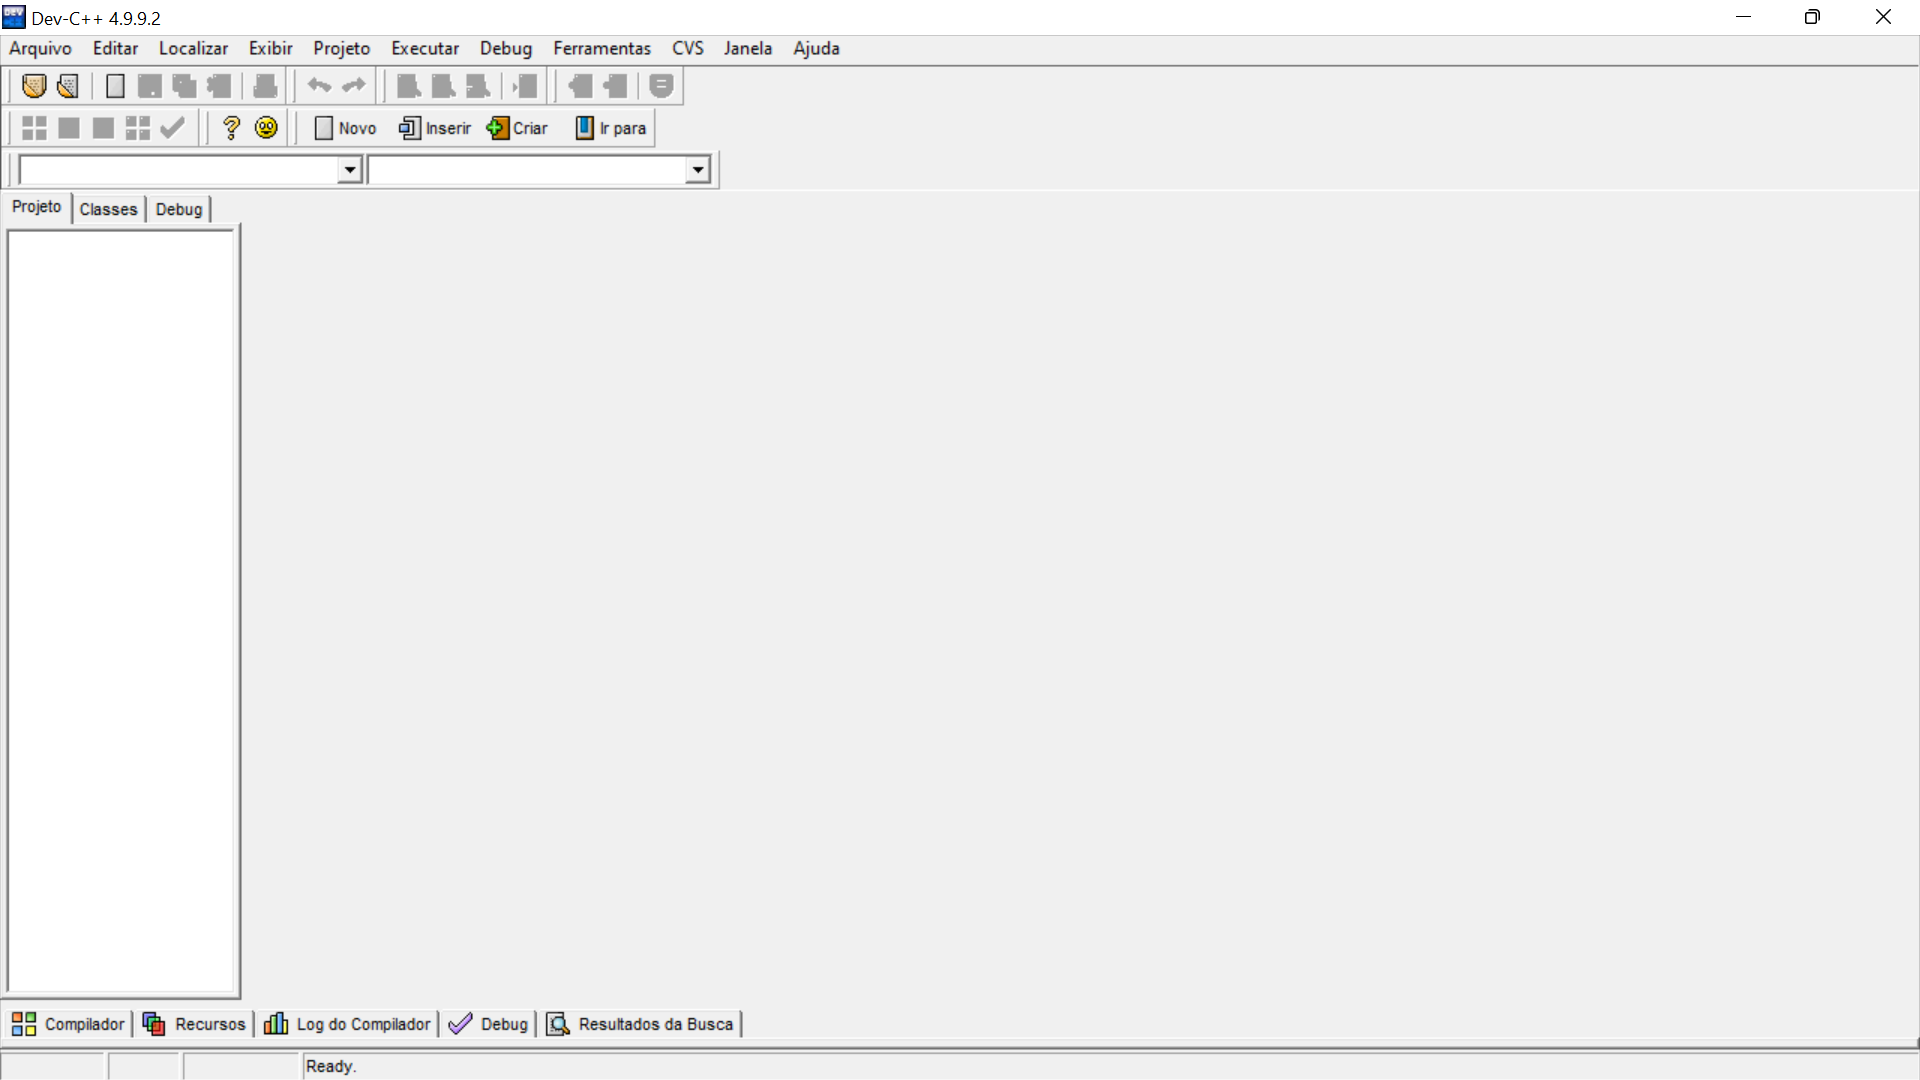 Dev-C++ 4.9.9.2
Arquivo Editar Localizar Exibir Projeto Executar Debug Ferramentas CVS Janela Ajuda
Novo Inserir Criar Ir para
Projeto Classes Debug
Compilador Recursos Log do Compilador Debug Resultados da Busca
Ready.